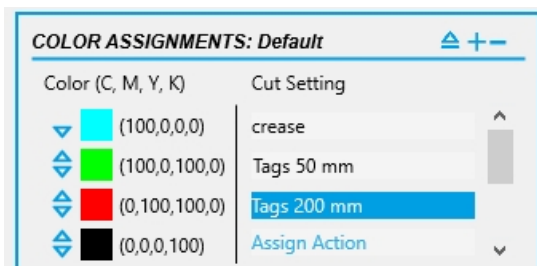 COLOR ASSIGNMENTS: Default
Color (C, M, Y, K) Cut Setting
(100,0,0,0) crease
(100,0,100,0) Tags 50 mm
(0,100,100,0) Tags 200 mm
(0,0,0,100) Assign Action